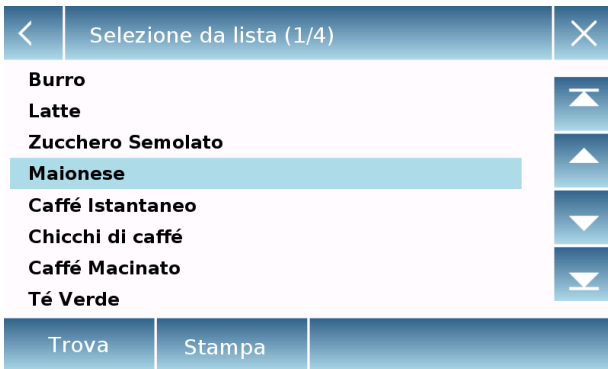 Selezione da lista (1/4)
Burro
Latte
Zucchero Semolato
Maionese
Caffé Istantaneo
Chicchi di caffé
Caffé Macinato
Té Verde
Trova
Stampa